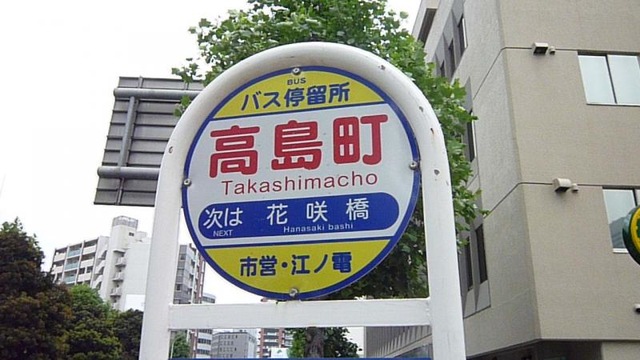 BUS
バス停留所
高島町
Takashimacho
次は 花咲橋
NEXT Hanasaki bashi
市営・江ノ電